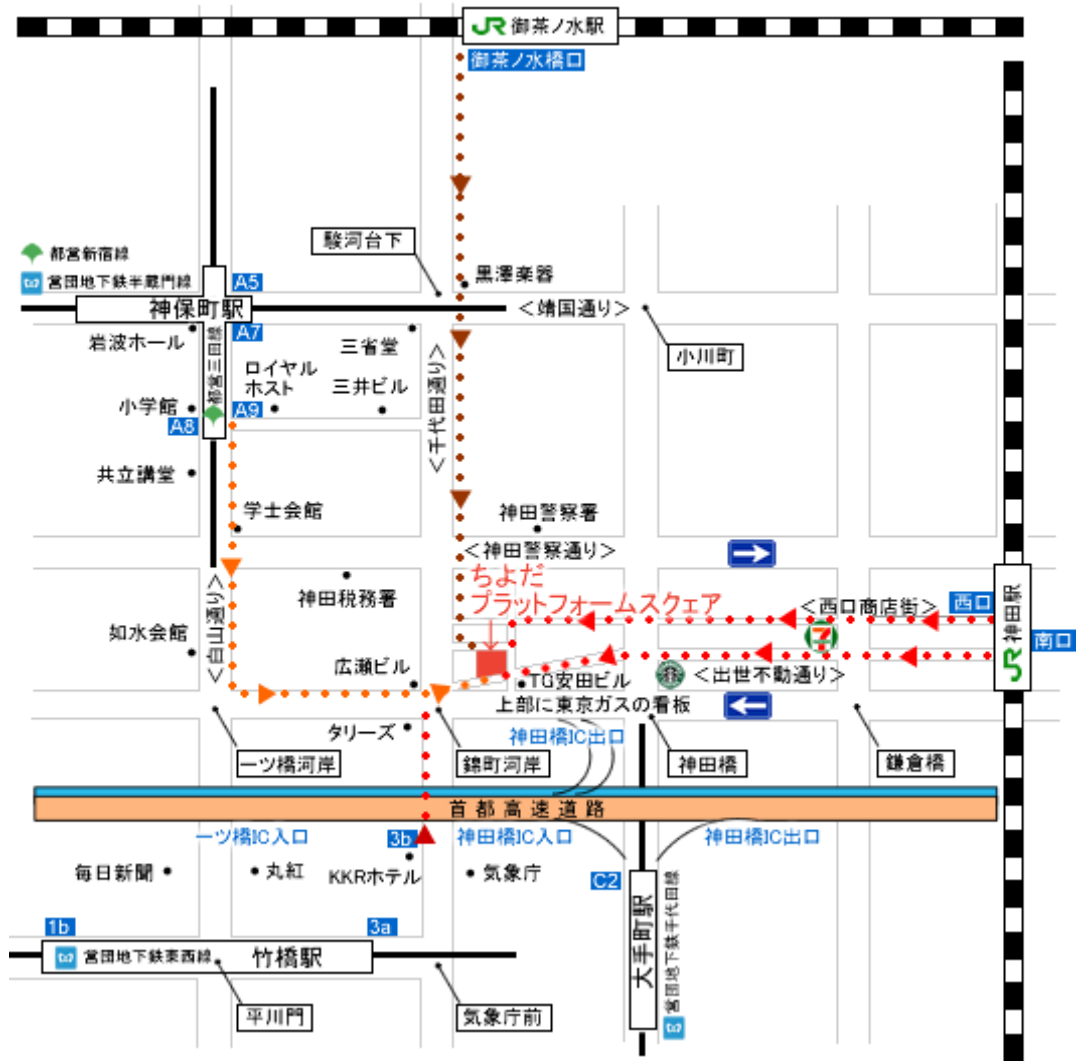 JR 御茶ノ水駅
御茶ノ水橋口
駿河台下
都営新宿線
営団地下鉄半蔵門線
A5
黒澤楽器
神保町駅
＜靖国通り＞
A7
岩波ホール
都営三田線
三省堂
小川町
ロイヤル
ホスト
三井ビル
＜千代田通り＞
小学館
A9
A8
共立講堂
学士会館
神田警察署
＜神田警察通り＞
ちよだ
プラットフォームスクェア
神田税務署
＜白山通り＞
＜西口商店街＞
西口
神田駅
JR
南口
如水会館
7
広瀬ビル
TG安田ビル
＜出世不動通り＞
上部に東京ガスの看板
タリーズ
神田橋IC出口
一ツ橋河岸
錦町河岸
神田橋
鎌倉橋
首都高速道路
一ツ橋IC入口
3b
神田橋IC入口
神田橋IC出口
毎日新聞
丸紅
KKRホテル
気象庁
C2
大手町駅
営団地下鉄千代田線
1b
3a
営団地下鉄東西線
竹橋駅
平川門
気象庁前